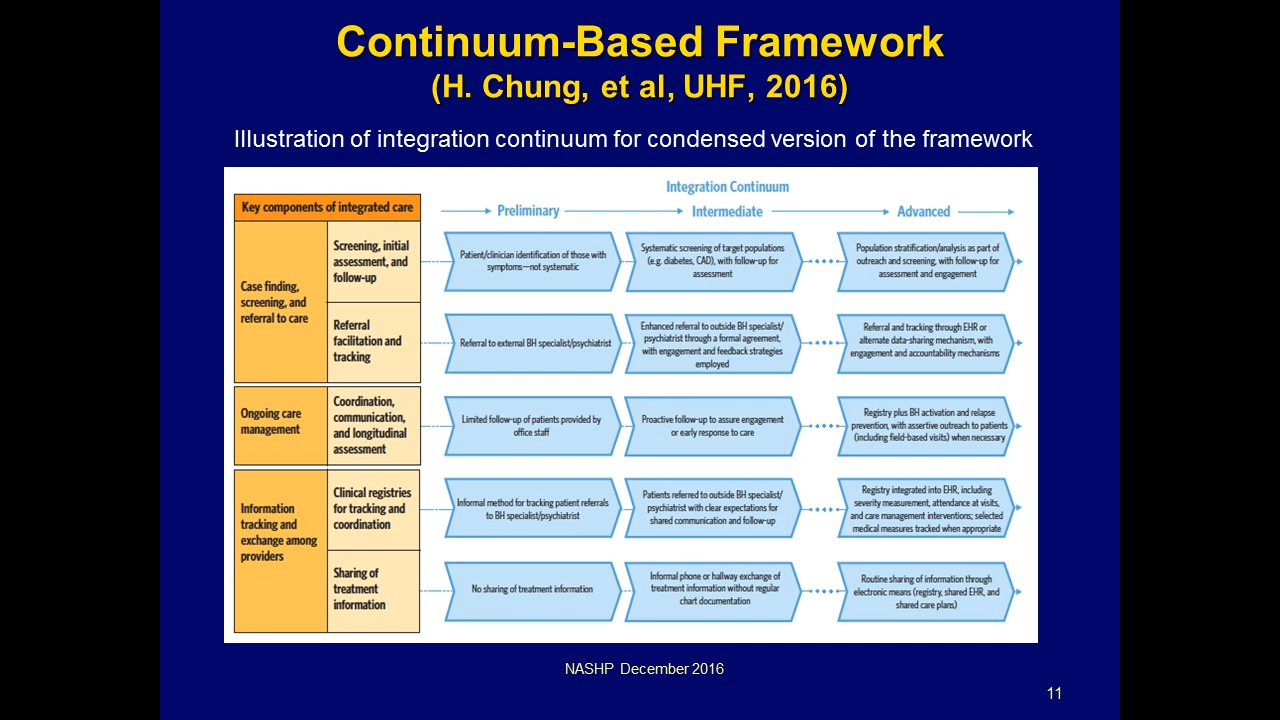 Continuum-Based Framework
(H. Chung, et al, UHF, 2016)
Illustration of integration continuum for condensed version of the framework
Integration Continuum
Key components of integrated care
Preliminary
Intermediate
Advanced
Case finding,
screening, and
referral to care
Screening, initial
assessment, and
follow-up
Patient/clinician identification of those with
symptoms—not systematic
Systematic screening of target populations
(e.g. diabetes, CAD), with follow-up for
assessment
Population stratification/analysis as part of
outreach and screening, with follow-up for
assessment and engagement
Referral
facilitation and
tracking
Referral to external BH specialist/psychiatrist
Enhanced referral to outside BH specialist/
psychiatrist through a formal agreement,
with engagement and feedback strategies
employed
Referral and tracking through EHR or
alternate data-sharing mechanism, with
engagement and accountability mechanisms
Ongoing care
management
Coordination,
communication,
and longitudinal
assessment
Limited follow-up of patients provided by
office staff
Proactive follow-up to assure engagement
or early response to care
Registry plus BH activation and relapse
prevention, with assertive outreach to patients
(including field-based visits) when necessary
Information
tracking and
exchange among
providers
Clinical registries
for tracking and
coordination
Informal method for tracking patient referrals
to BH specialist/psychiatrist
Patients referred to outside BH specialist/
psychiatrist with clear expectations for
shared communication and follow-up
Registry integrated into EHR, including
severity measurement, attendance at visits,
and care management interventions; selected
medical measures tracked when appropriate
Sharing of
treatment
information
No sharing of treatment information
Informal phone or hallway exchange of
treatment information without regular
chart documentation
Routine sharing of information through
electronic means (registry, shared EHR, and
shared care plans)
NASHP December 2016
11